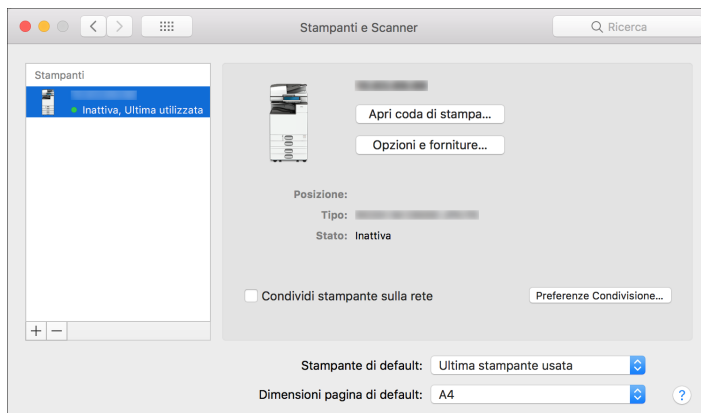 Stampanti e Scanner
Ricerca
Stampanti
Inattiva, Ultima utilizzata
Apri coda di stampa...
Opzioni e forniture...
Posizione:
Tipo:
Stato: Inattiva
Condividi stampante sulla rete
Preferenze Condivisione...
+ −
Stampante di default: Ultima stampante usata
Dimensioni pagina di default: A4
?